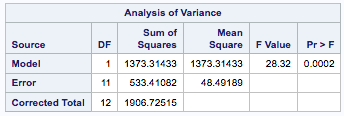 Analysis of Variance
Source DF Sum of Squares Mean Square F Value Pr > F
Model 1 1373.31433 1373.31433 28.32 0.0002
Error 11 533.41082 48.49189
Corrected Total 12 1906.72515